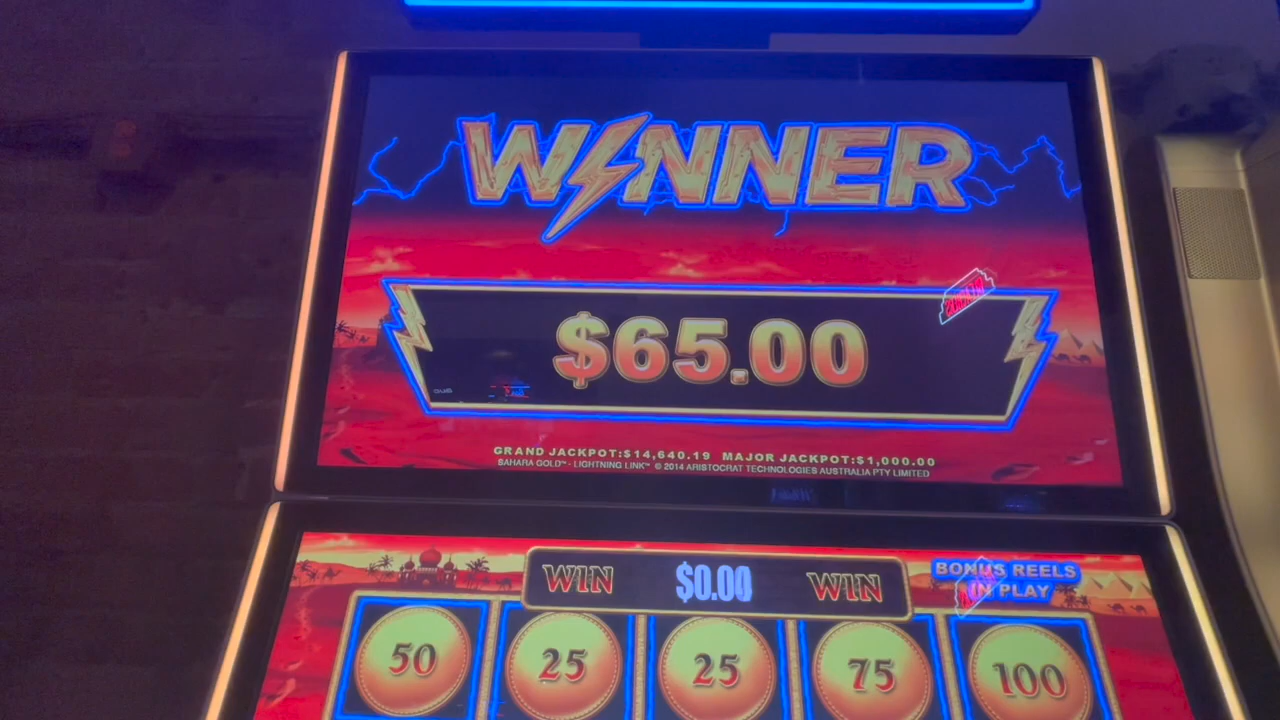 WINNER
$65.00
GRAND JACKPOT:$14,640.19 MAJOR JACKPOT:$1,000.00
SAHARA GOLD™ - LIGHTNING LINK™ © 2014 ARISTOCRAT TECHNOLOGIES AUSTRALIA PTY LIMITED
WIN $0.00 WIN
BONUS REELS
IN PLAY
50 25 25 75 100